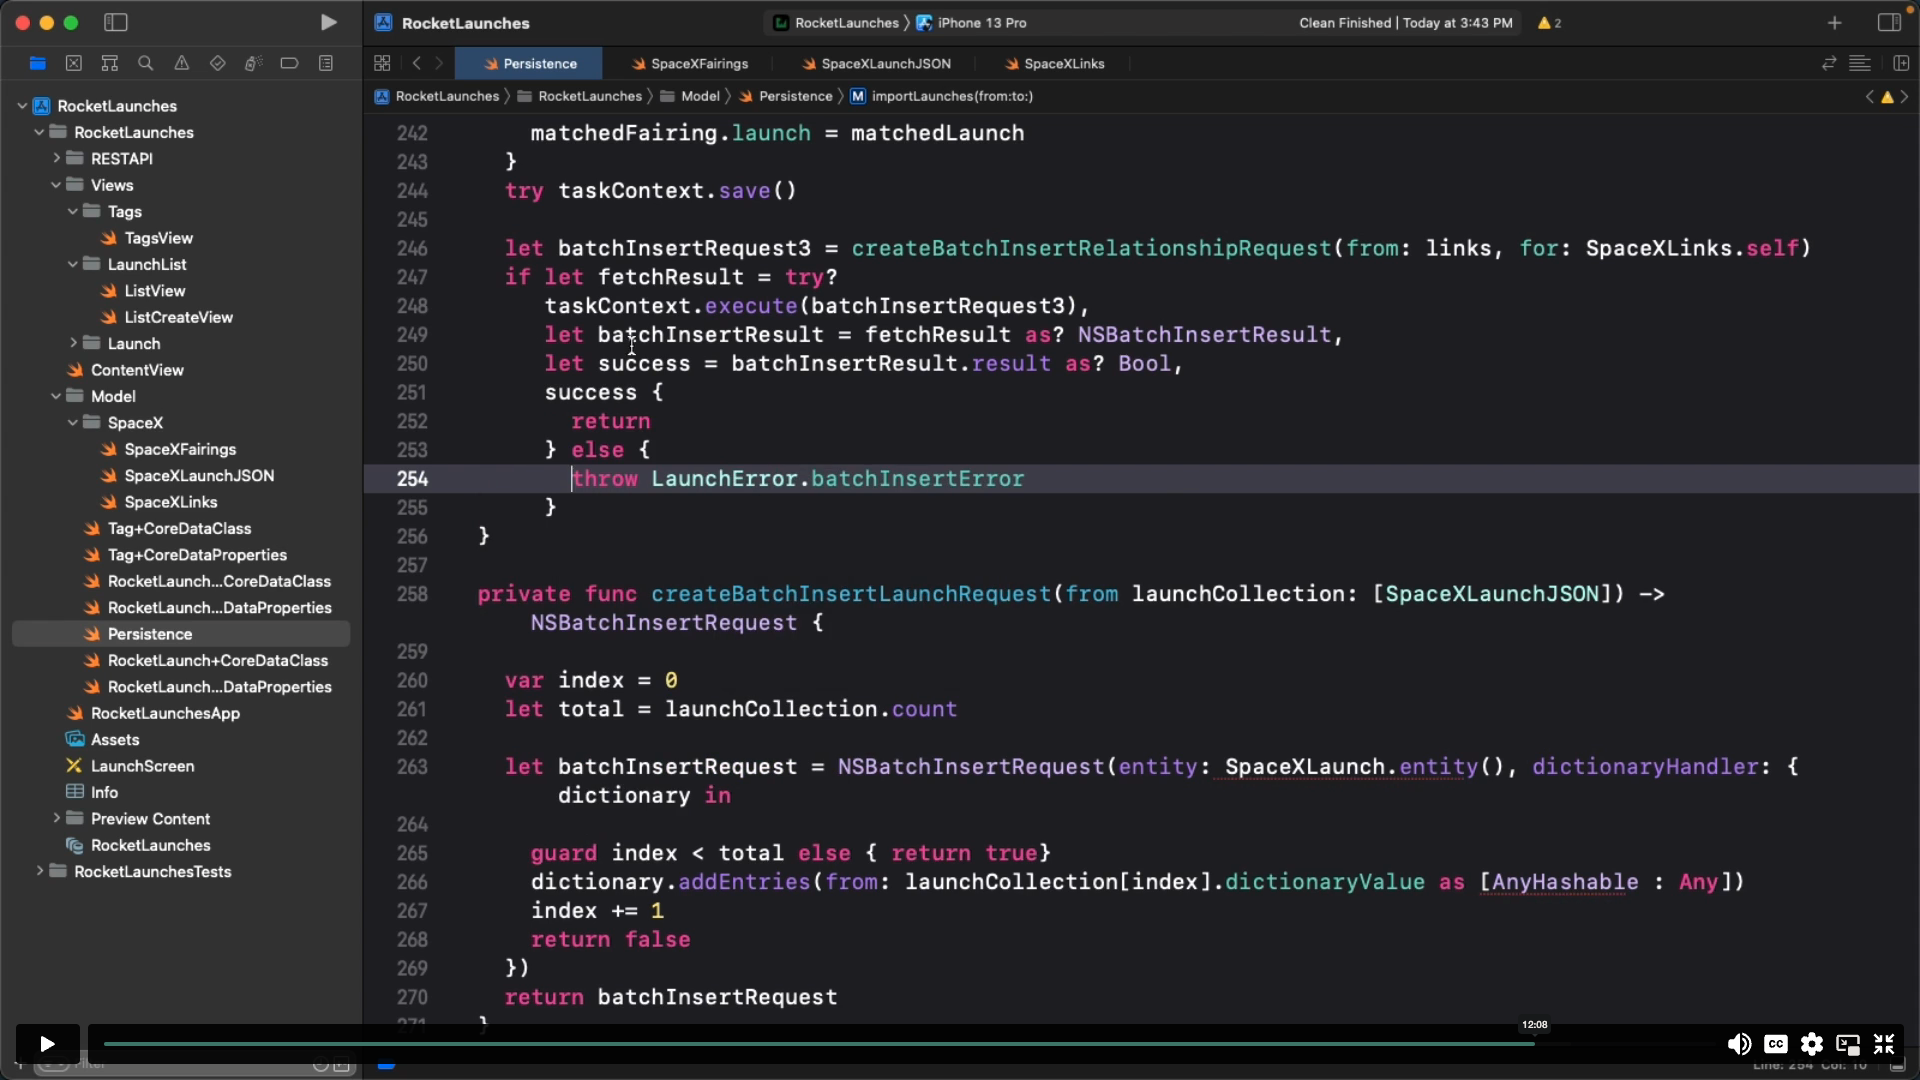 RocketLaunches
RocketLaunches
iPhone 13 Pro
Clean Finished | Today at 3:43 PM
2
Persistence
SpaceXFairings
SpaceXLaunchJSON
SpaceXLinks
RocketLaunches
RocketLaunches
Model
Persistence
M importLaunches(from:to:)
RocketLaunches
RocketLaunches
RESTAPI
Views
Tags
TagsView
LaunchList
ListView
ListCreateView
Launch
ContentView
Model
SpaceX
SpaceXFairings
SpaceXLaunchJSON
SpaceXLinks
Tag+CoreDataClass
Tag+CoreDataProperties
RocketLaunch...CoreDataClass
RocketLaunch...DataProperties
Persistence
RocketLaunch+CoreDataClass
RocketLaunch...DataProperties
RocketLaunchesApp
Assets
LaunchScreen
Info
Preview Content
RocketLaunches
RocketLaunchesTests
242 matchedFairing.launch = matchedLaunch
243 }
244 try taskContext.save()
245
246 let batchInsertRequest3 = createBatchInsertRelationshipRequest(from: links, for: SpaceXLinks.self)
247 if let fetchResult = try?
248 taskContext.execute(batchInsertRequest3),
249 let batchInsertResult = fetchResult as? NSBatchInsertResult,
250 let success = batchInsertResult.result as? Bool,
251 success {
252 return
253 } else {
254 throw LaunchError.batchInsertError
255 }
256 }
257
258 private func createBatchInsertLaunchRequest(from launchCollection: [SpaceXLaunchJSON]) ->
NSBatchInsertRequest {
259
260 var index = 0
261 let total = launchCollection.count
262
263 let batchInsertRequest = NSBatchInsertRequest(entity: SpaceXLaunch.entity(), dictionaryHandler: {
dictionary in
264
265 guard index < total else { return true}
266 dictionary.addEntries(from: launchCollection[index].dictionaryValue as [AnyHashable : Any])
267 index += 1
268 return false
269 })
270 return batchInsertRequest
271 }
12:08
CC
Filter
Line: 254 Col: 10